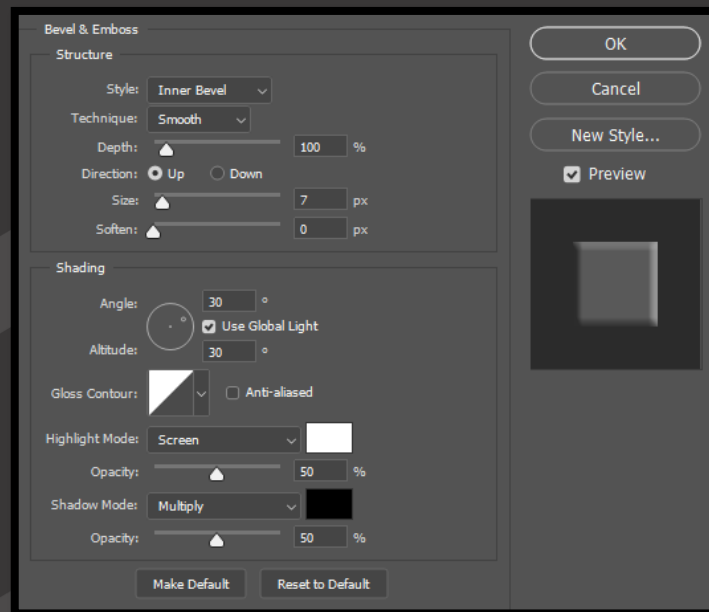 Bevel & Emboss
Structure
Style: Inner Bevel
Technique: Smooth
Depth: 100 %
Direction: Up Down
Size: 7 px
Soften: 0 px
Shading
Angle: 30 °
Use Global Light
Altitude: 30 °
Gloss Contour: Anti-aliased
Highlight Mode: Screen
Opacity: 50 %
Shadow Mode: Multiply
Opacity: 50 %
Make Default Reset to Default
OK
Cancel
New Style...
Preview